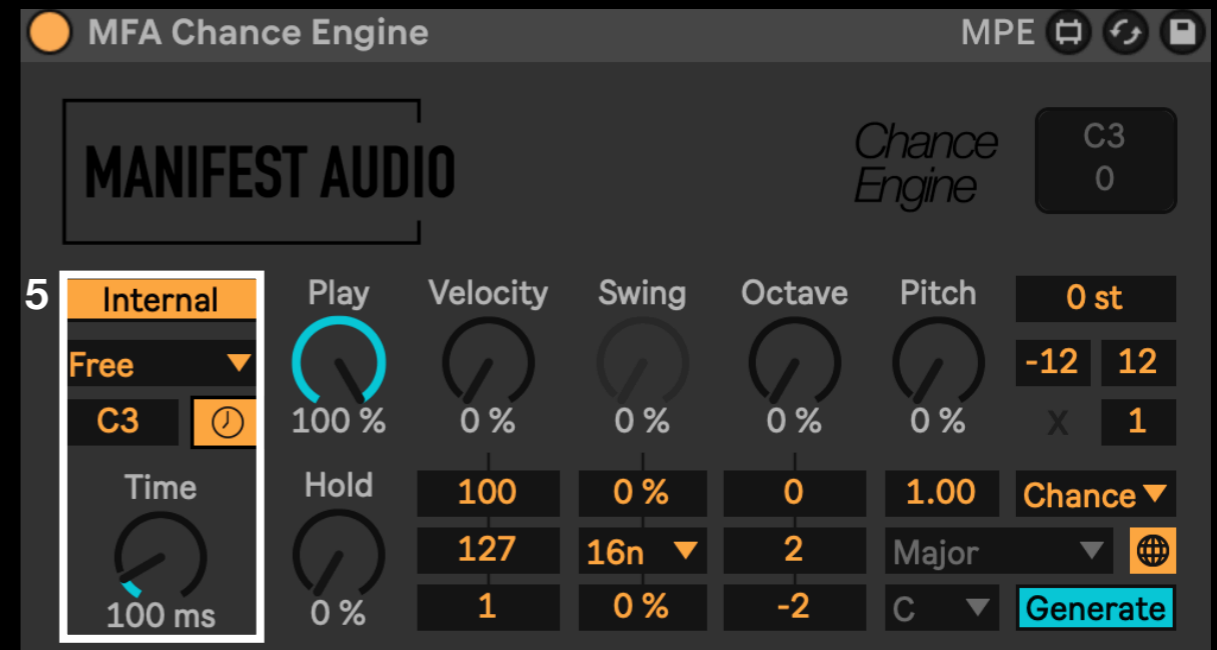 MFA Chance Engine MPE
MANIFEST AUDIO
Chance
Engine
C3
0
5
Internal
Free
C3
Time
100 ms
Play
100 %
Hold
0 %
Velocity
0 %
100
127
1
Swing
0 %
0 %
16n
0 %
Octave
0 %
0
2
-2
Pitch
0 %
1.00
0 st
-12 12
X 1
Chance
Major
C
Generate